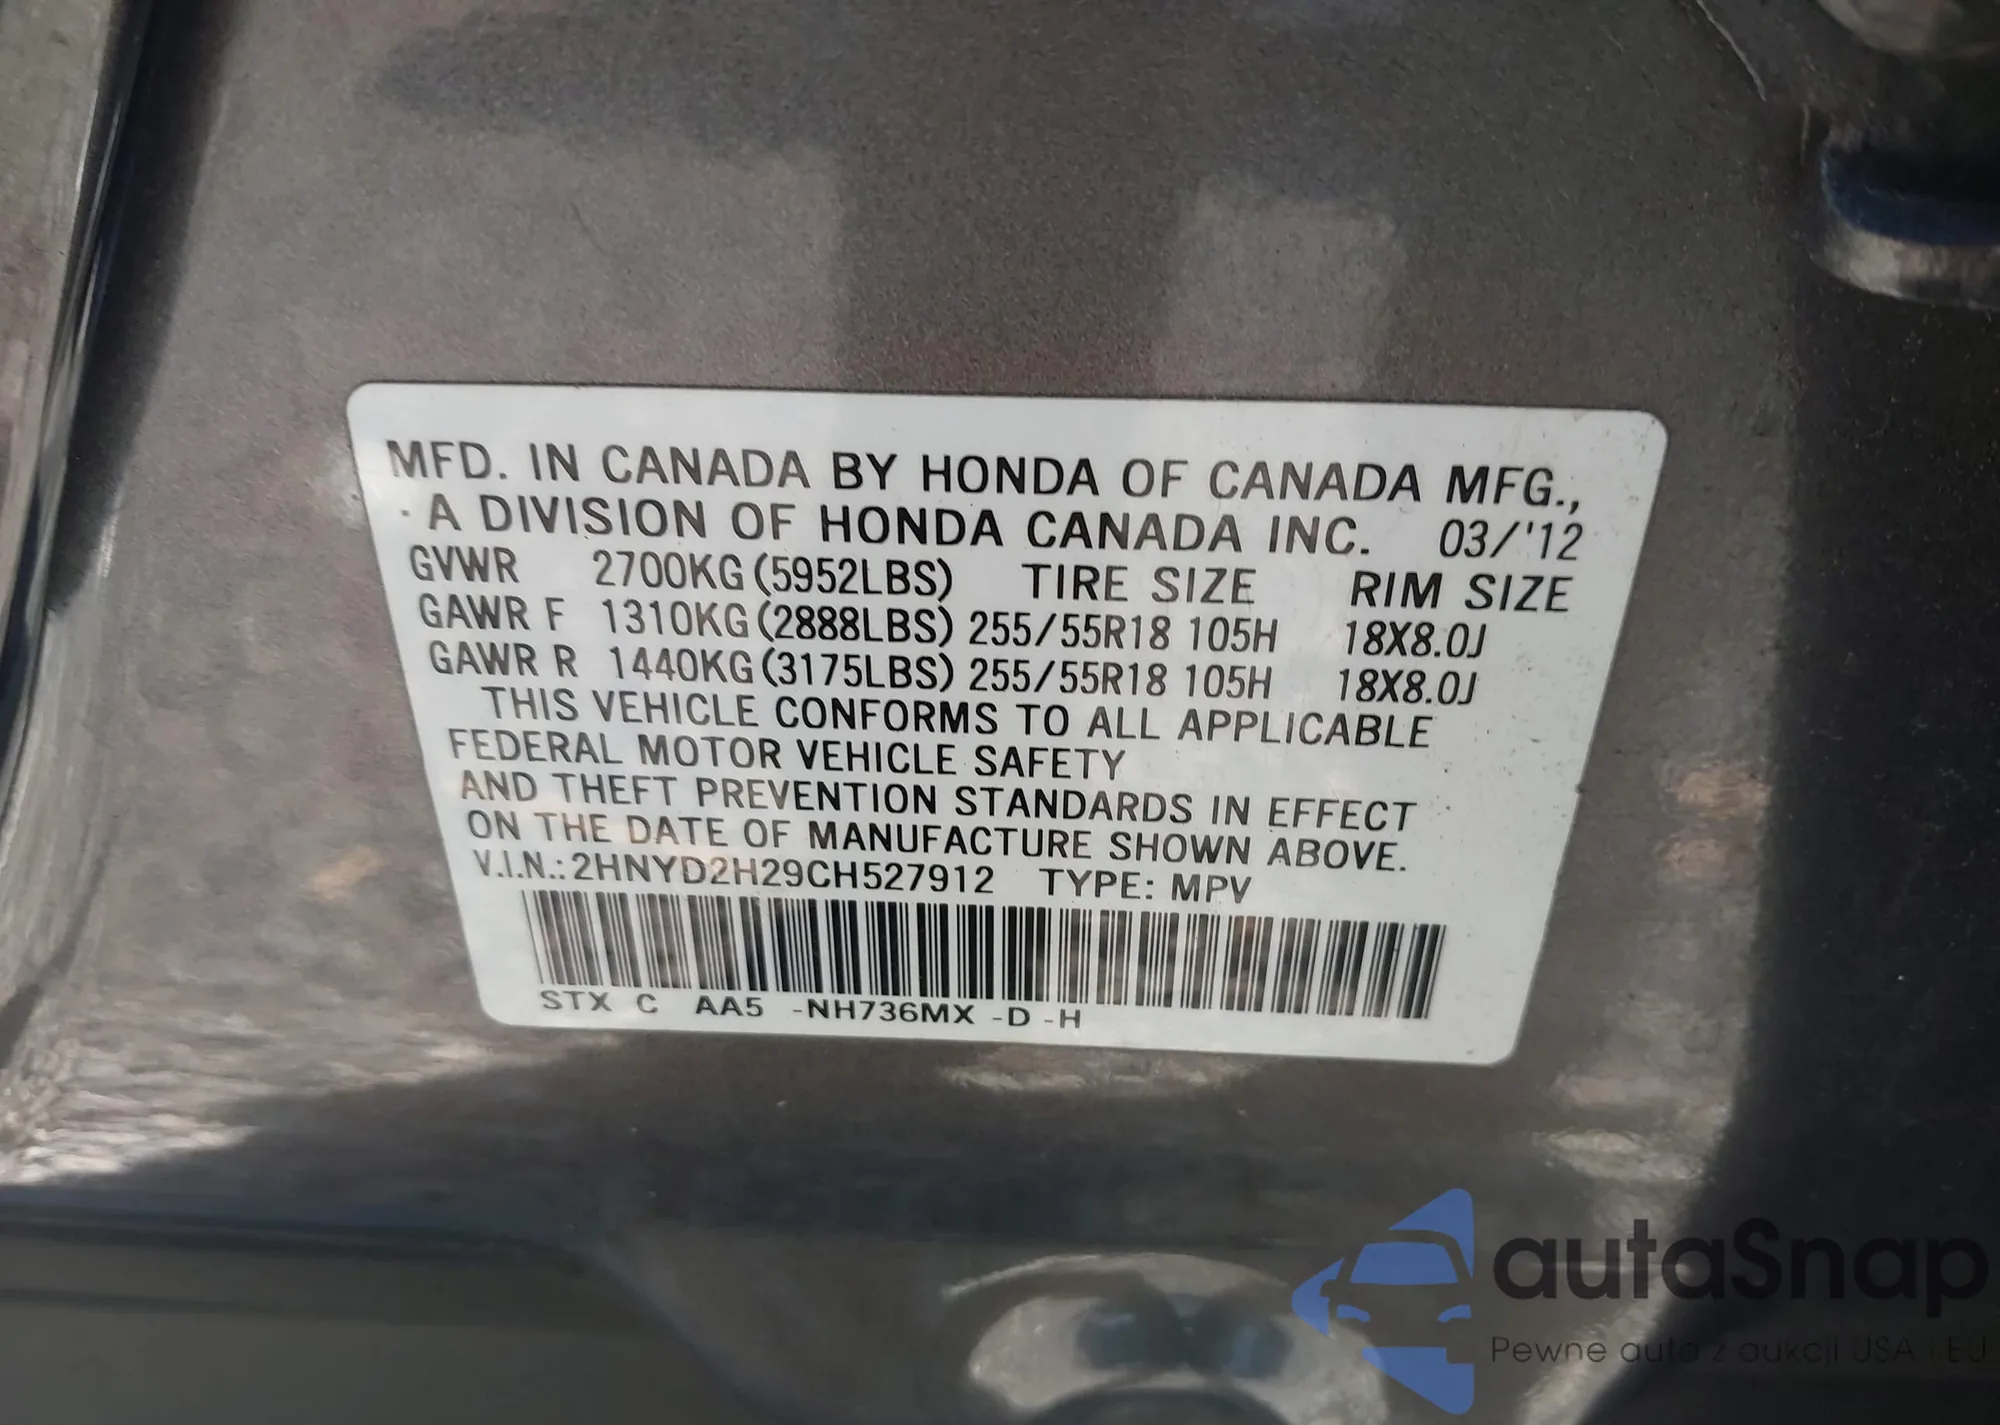 MFD. IN CANADA BY HONDA OF CANADA MFG.,
A DIVISION OF HONDA CANADA INC. 03/'12
GVWR 2700KG (5952LBS) TIRE SIZE RIM SIZE
GAWR F 1310KG (2888LBS) 255/55R18 105H 18X8.0J
GAWR R 1440KG (3175LBS) 255/55R18 105H 18X8.0J
THIS VEHICLE CONFORMS TO ALL APPLICABLE
FEDERAL MOTOR VEHICLE SAFETY
AND THEFT PREVENTION STANDARDS IN EFFECT
ON THE DATE OF MANUFACTURE SHOWN ABOVE.
V.I.N.: 2HNYD2H29CH527912 TYPE: MPV
STX C AA5 -NH736MX -D -H
autaSnap
Pewne auto z aukcji USA i EU